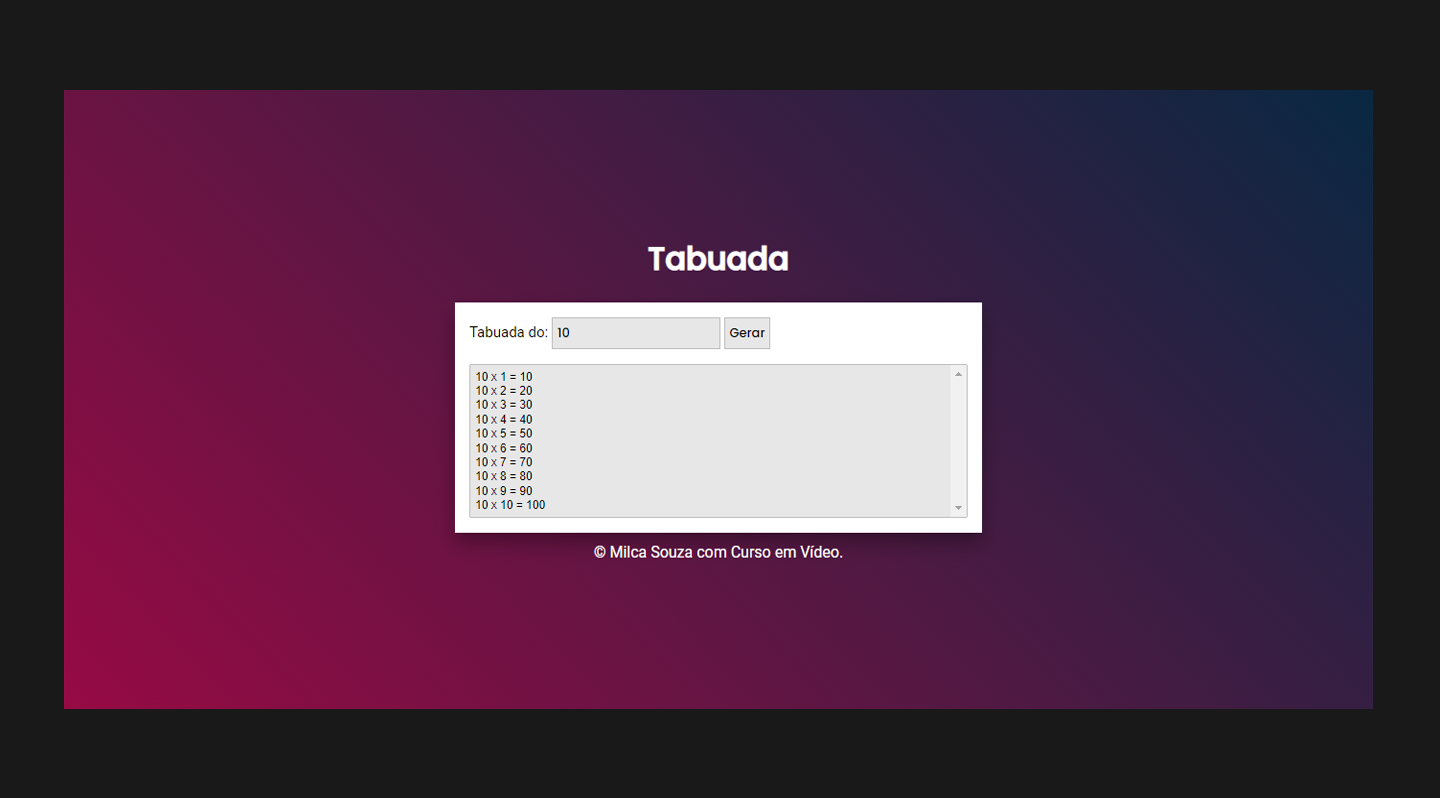 Tabuada
Tabuada do: 10 Gerar
10 x 1 = 10
10 x 2 = 20
10 x 3 = 30
10 x 4 = 40
10 x 5 = 50
10 x 6 = 60
10 x 7 = 70
10 x 8 = 80
10 x 9 = 90
10 x 10 = 100
© Milca Souza com Curso em Vídeo.